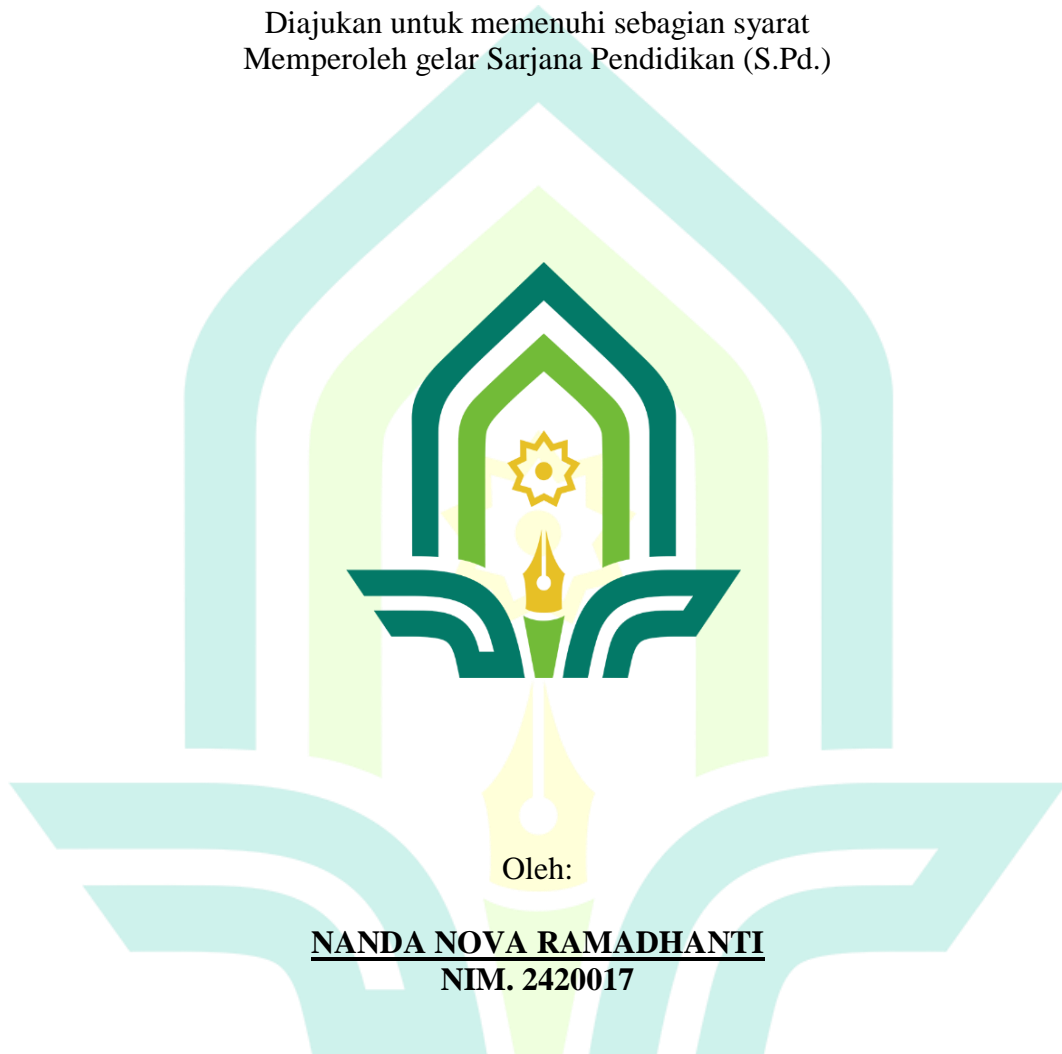 Diajukan untuk memenuhi sebagian syarat
Memperoleh gelar Sarjana Pendidikan (S.Pd.)
Oleh:
NANDA NOVA RAMADHANTI
NIM. 2420017